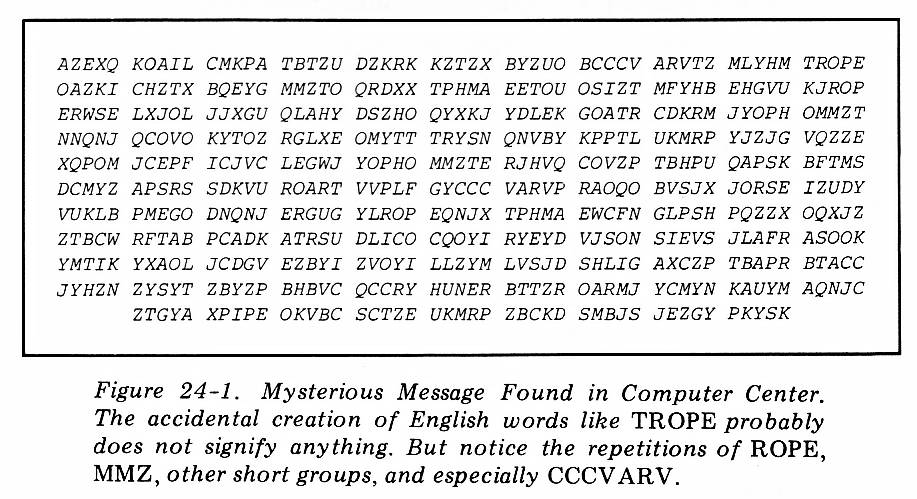 AZEXQ KOAIL CMKPA TBTZU DZKRK KZTZX BYZUO BCCCV ARVTZ MLYHM TROPE
OAZKI CHZTX BQEYG MMZTO QRDXX TPHMA EETOU OSIZT MFYHB EHGVU KJROP
ERWSE LXJOL JJXGU QLAHY DSZHO QYXKJ YDLEK GOATR CDKRM JYOPH OMMZT
NNQNJ QCOVO KYTOZ RGLXE OMYTT TRYSN QNVBY KPPTL UKMRP YJZJG VQZZE
XQPOM JCEPF ICJVC LEGWJ YOPHO MMZTE RJHVQ COVZP TBHPU QAPSK BFTMS
DCMYZ APSRS SDKVU ROART VVPLF GYCCC VARVP RAOQO BVSJX JORSE IZUDY
VUKLB PMEGO DNQNJ ERGUG YLROP EQNJX TPHMA EWCFN GLPSH PQZZX OQXJZ
ZTBCW RFTAB PCADK ATRSU DLICO CQOYI RYEYD VJSON SIEVS JLAFR ASOOK
YMTIK YXAOL JCDGV EZBYI ZVOYI LLZYM LVSJD SHLIG AXCZP TBAPR BTACC
JYHZN ZYSYT ZBYZP BHBVC QCCRY HUNER BTTZR OARMJ YCMYN KAUYM AQNJC
ZTGYA XPIPE OKVBC SCTZE UKMRP ZBCKD SMBJS JEZGY PKYSK
Figure 24-1. Mysterious Message Found in Computer Center.
The accidental creation of English words like TROPE probably
does not signify anything. But notice the repetitions of ROPE,
MMZ, other short groups, and especially CCCVARV.